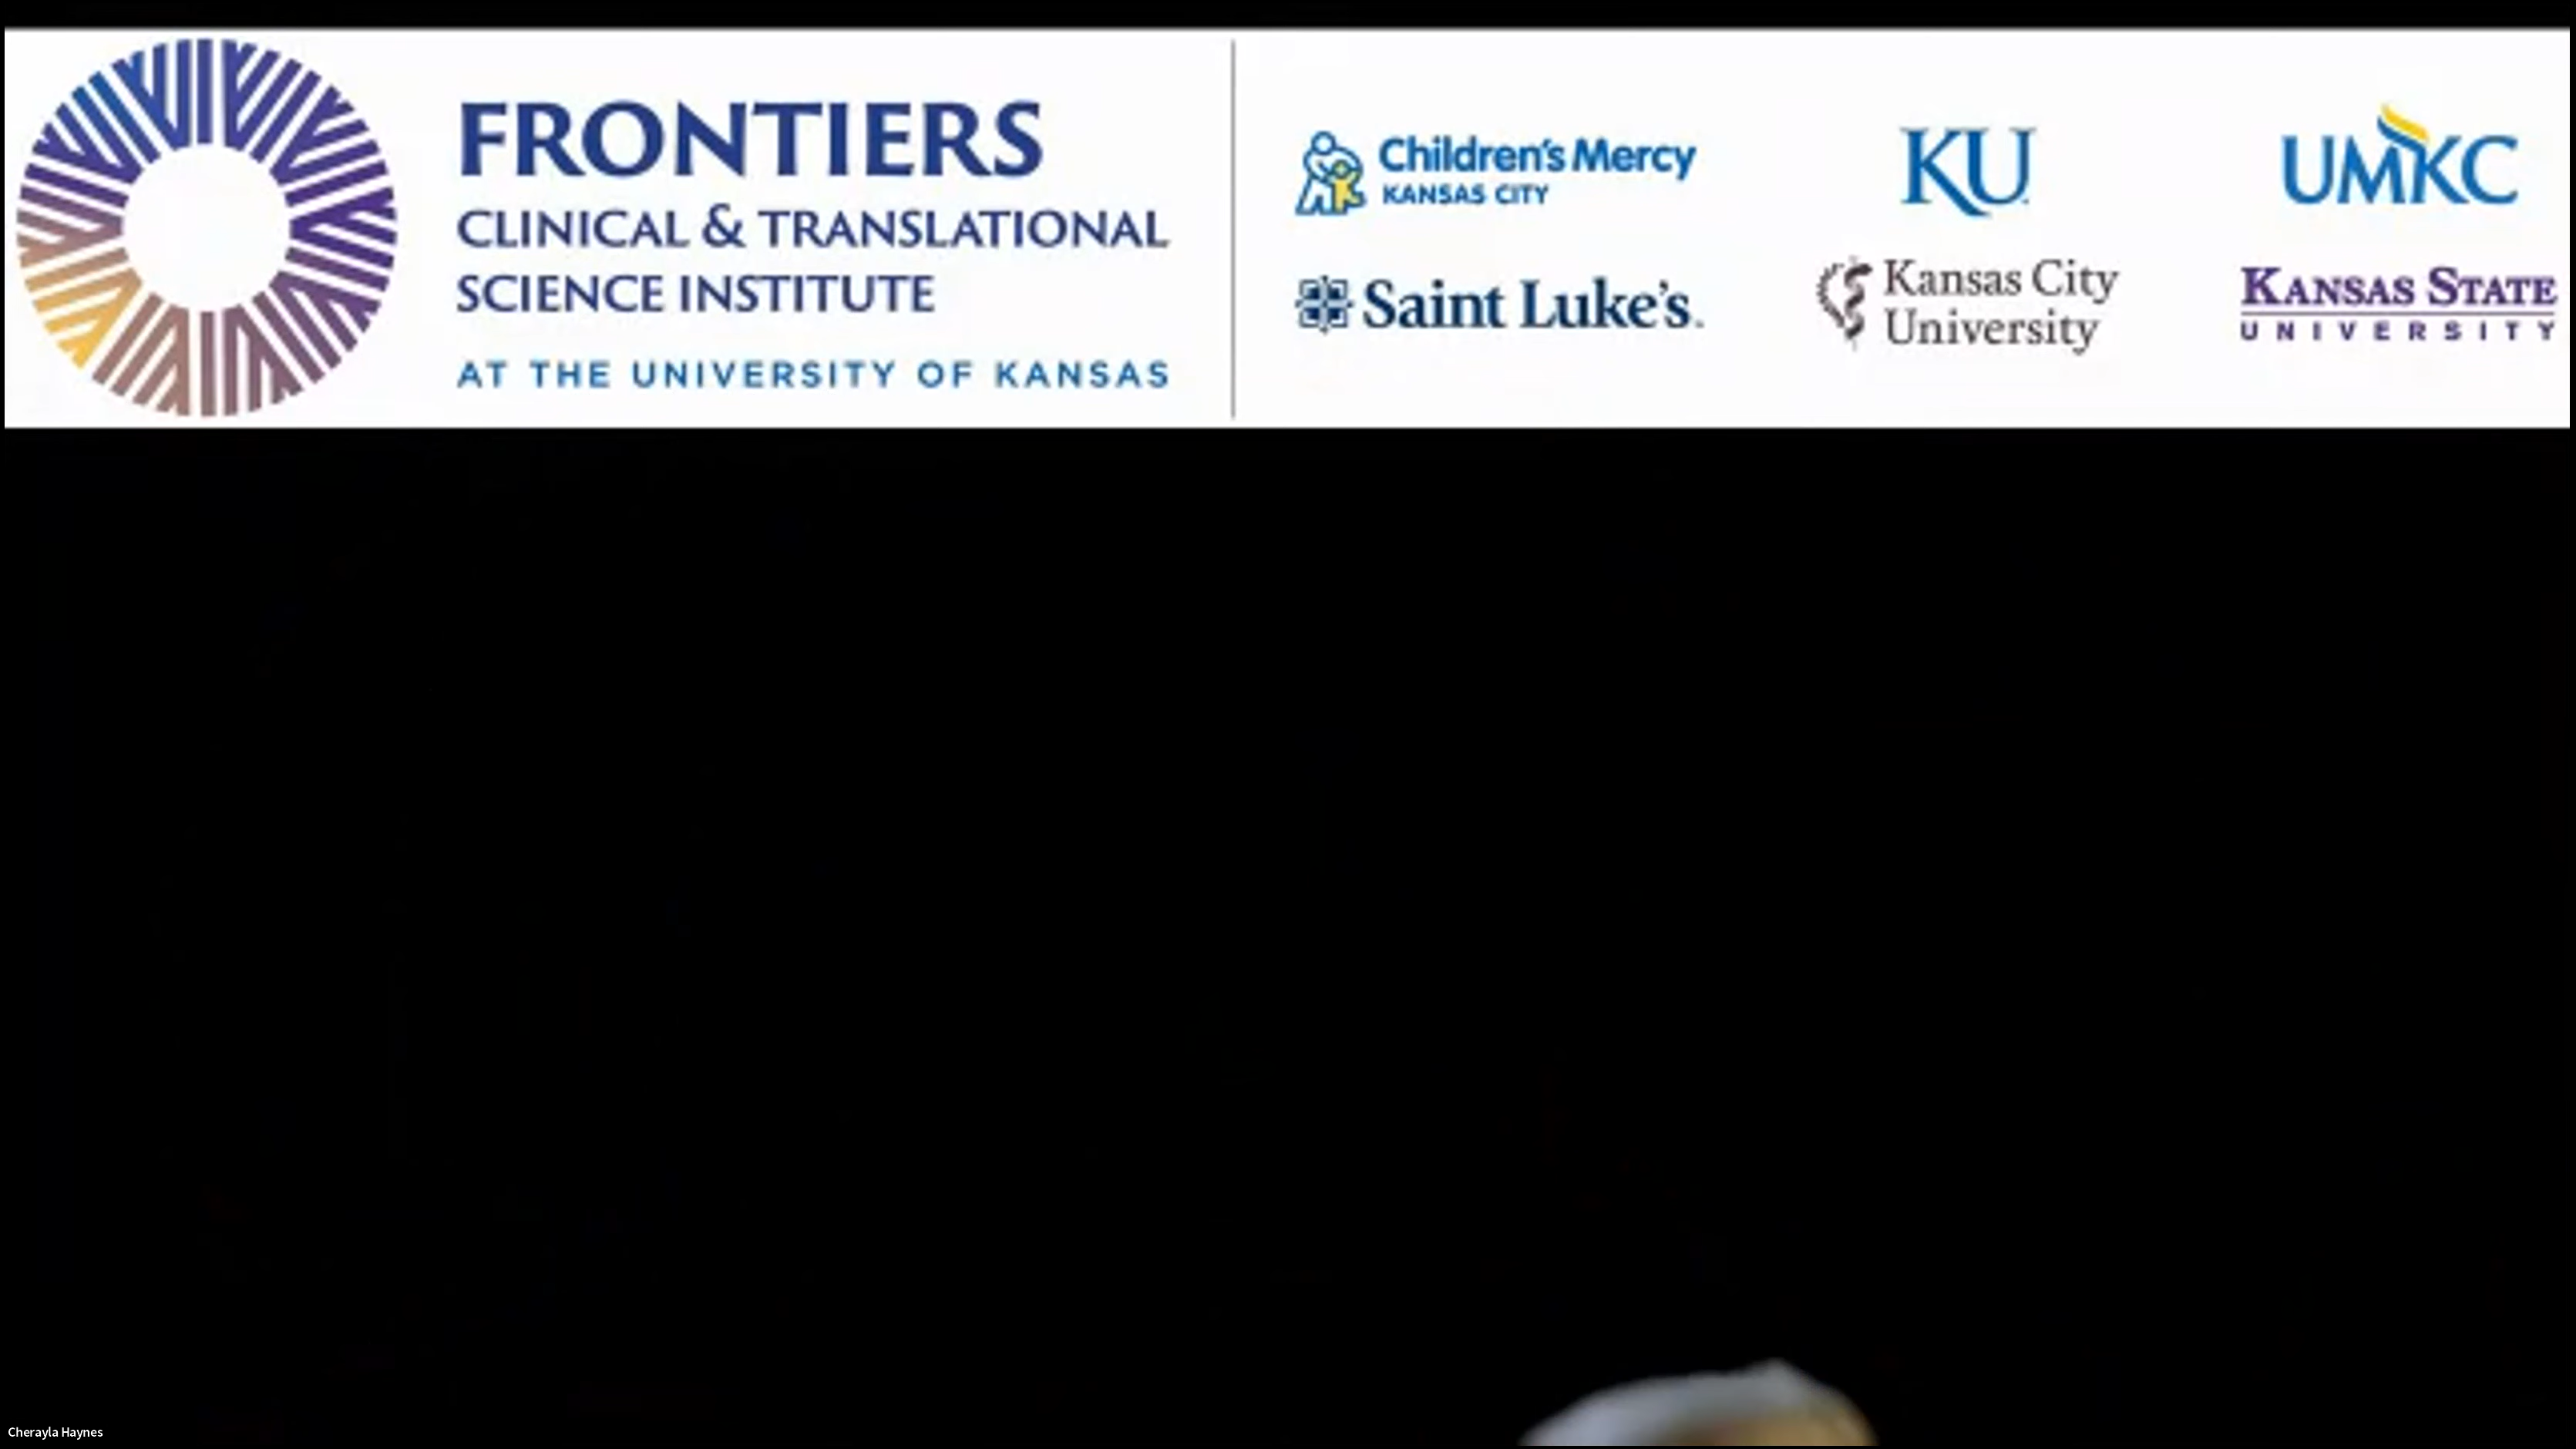 FRONTIERS
CLINICAL & TRANSLATIONAL
SCIENCE INSTITUTE
AT THE UNIVERSITY OF KANSAS
Children's Mercy
KANSAS CITY
KU
UMKC
Saint Luke's.
Kansas City
University
KANSAS STATE
UNIVERSITY
Cherayla Haynes